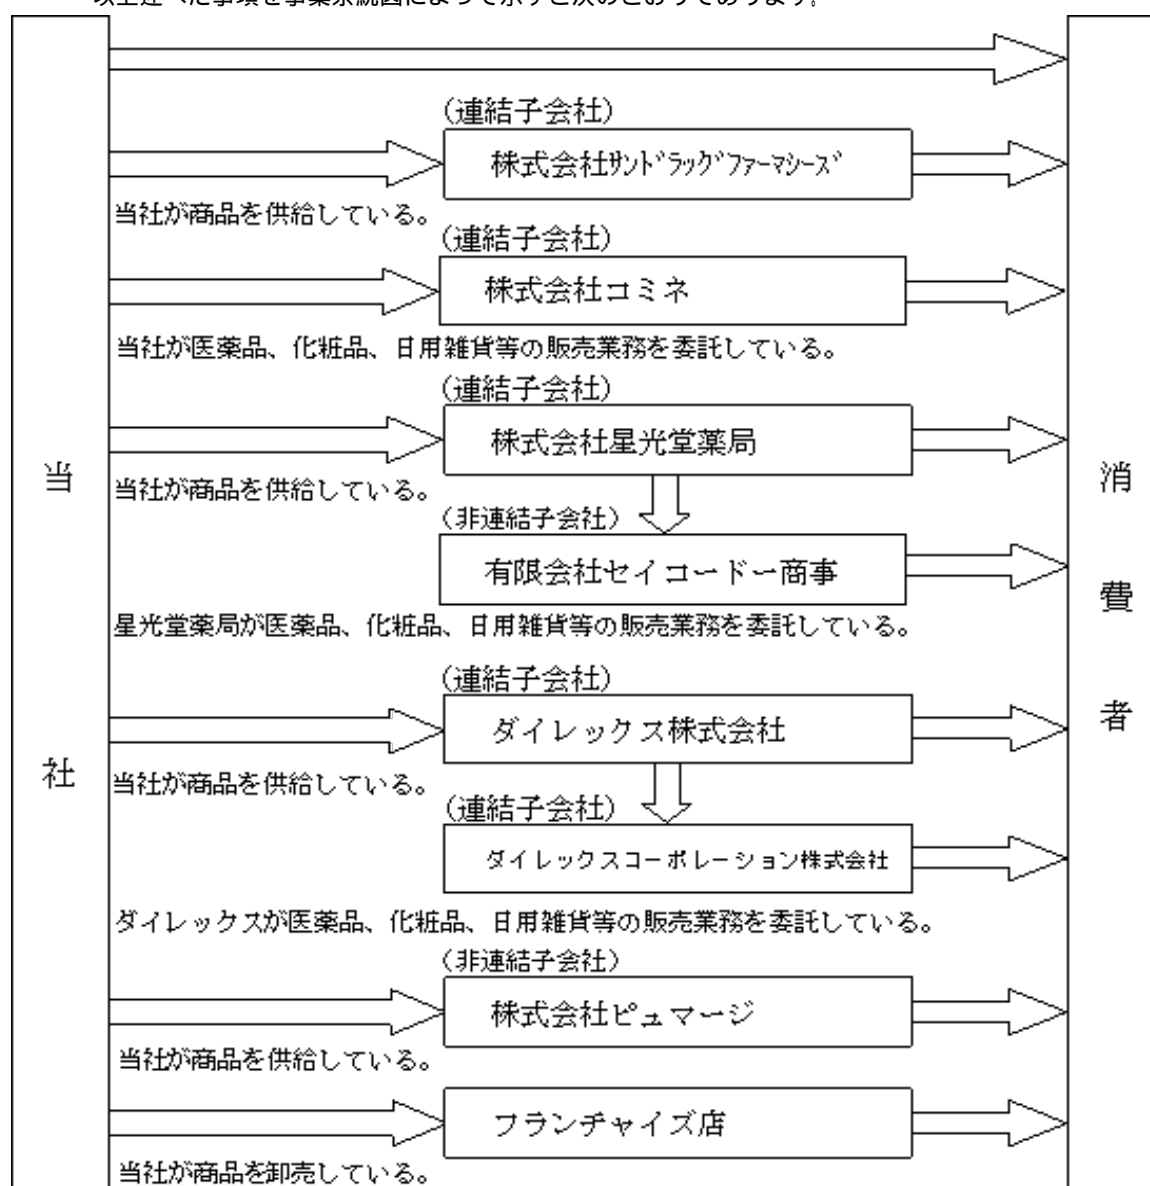 以上述べた事項を事業系統図によって示すと次のとおりであります。
(連結子会社)
株式会社ｻﾝﾄﾞﾗｯｸﾞﾌｧｰﾏｼｰｽﾞ
当社が商品を供給している。
(連結子会社)
株式会社コミネ
当社が医薬品、化粧品、日用雑貨等の販売業務を委託している。
(連結子会社)
株式会社星光堂薬局
当社が商品を供給している。
(非連結子会社)
有限会社セイコードー商事
星光堂薬局が医薬品、化粧品、日用雑貨等の販売業務を委託している。
(連結子会社)
ダイレックス株式会社
当社が商品を供給している。
(連結子会社)
ダイレックスコーポレーション株式会社
ダイレックスが医薬品、化粧品、日用雑貨等の販売業務を委託している。
(非連結子会社)
株式会社ピュマージ
当社が商品を供給している。
フランチャイズ店
当社が商品を卸売している。
当社
消費者